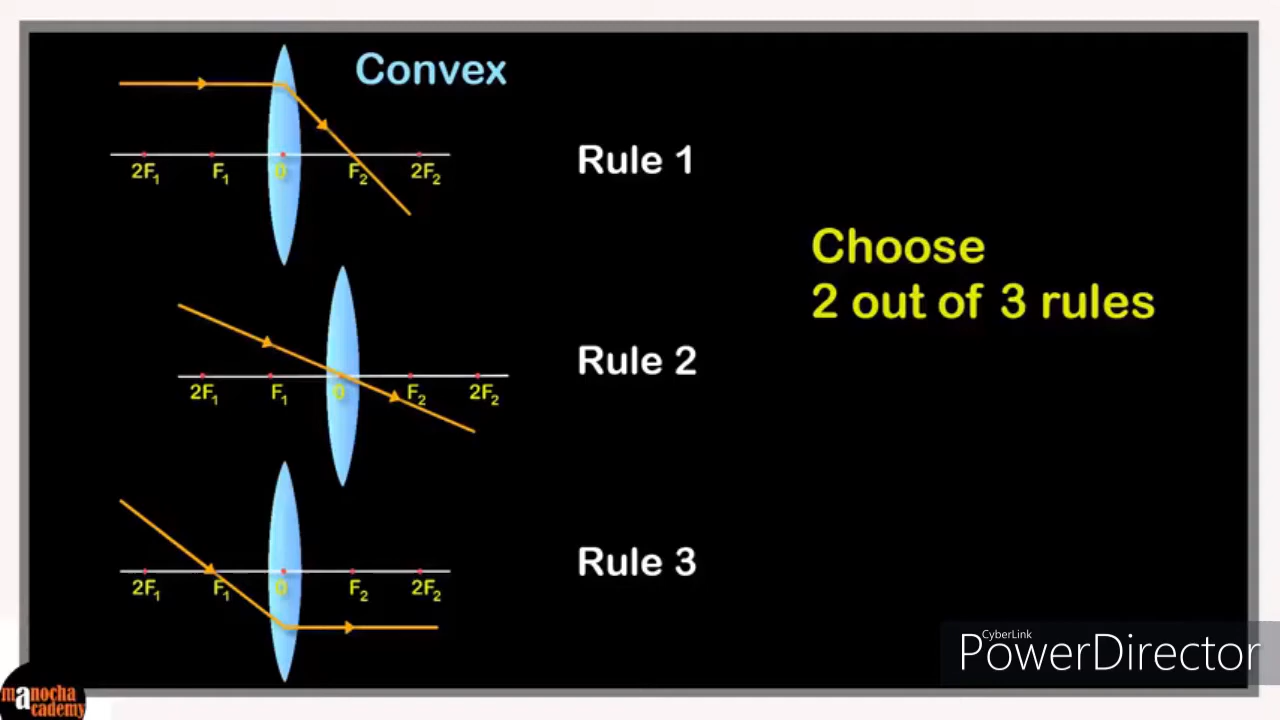 Convex
2F₁ F₁ O F₂ 2F₂
Rule 1
Choose
2 out of 3 rules
2F₁ F₁ O F₂ 2F₂
Rule 2
2F₁ F₁ O F₂ 2F₂
Rule 3
CyberLink
PowerDirector
manocha
academy